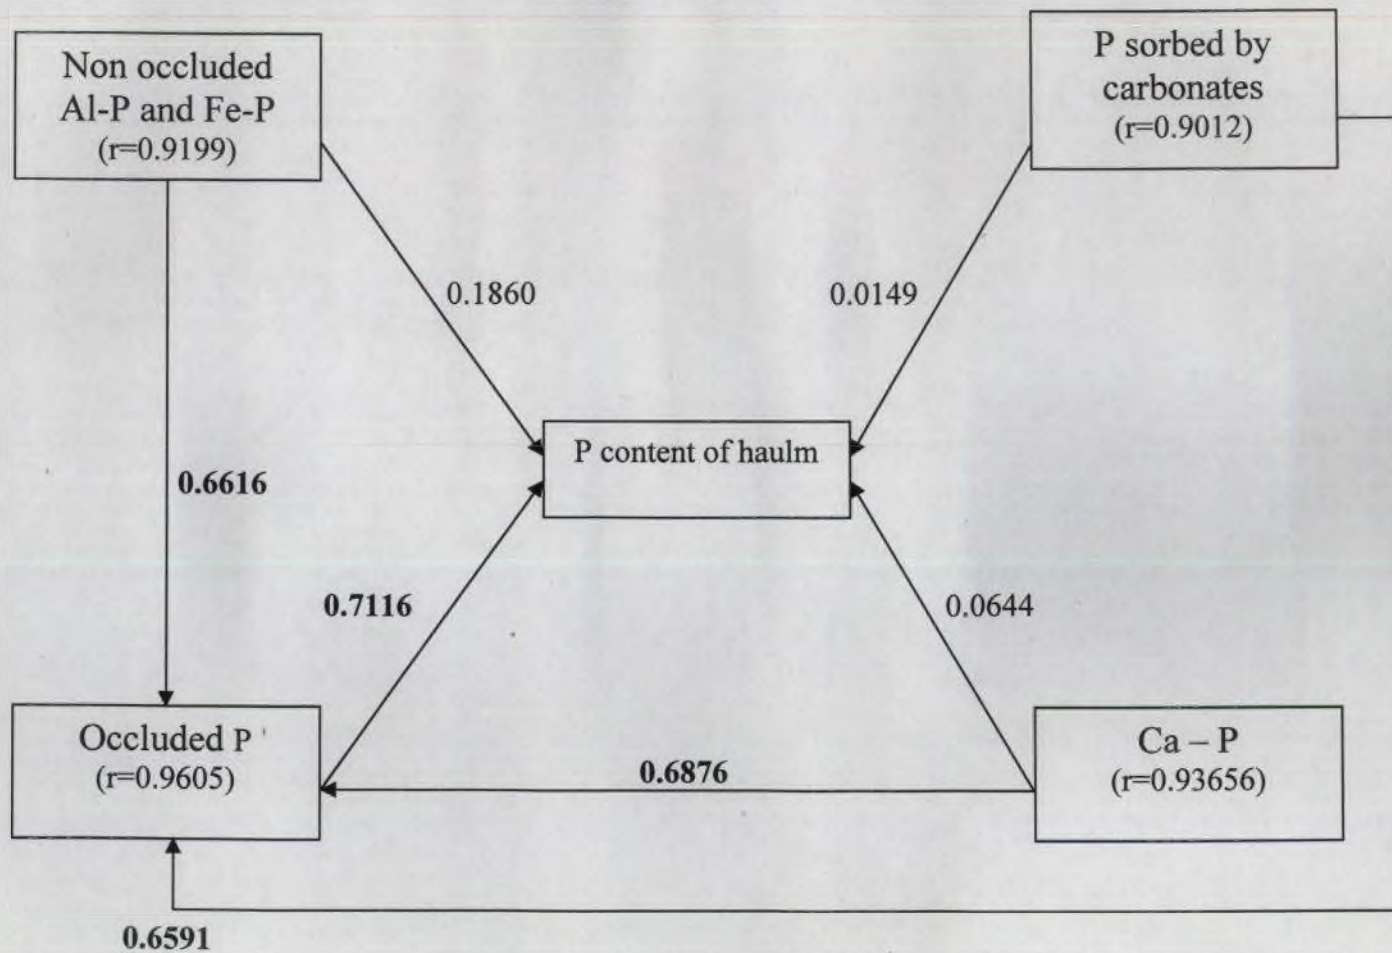 Non occluded
Al-P and Fe-P
(r=0.9199)
P sorbed by
carbonates
(r=0.9012)
0.1860
0.0149
P content of haulm
0.6616
0.7116
0.0644
Occluded P
(r=0.9605)
0.6876
Ca – P
(r=0.93656)
0.6591